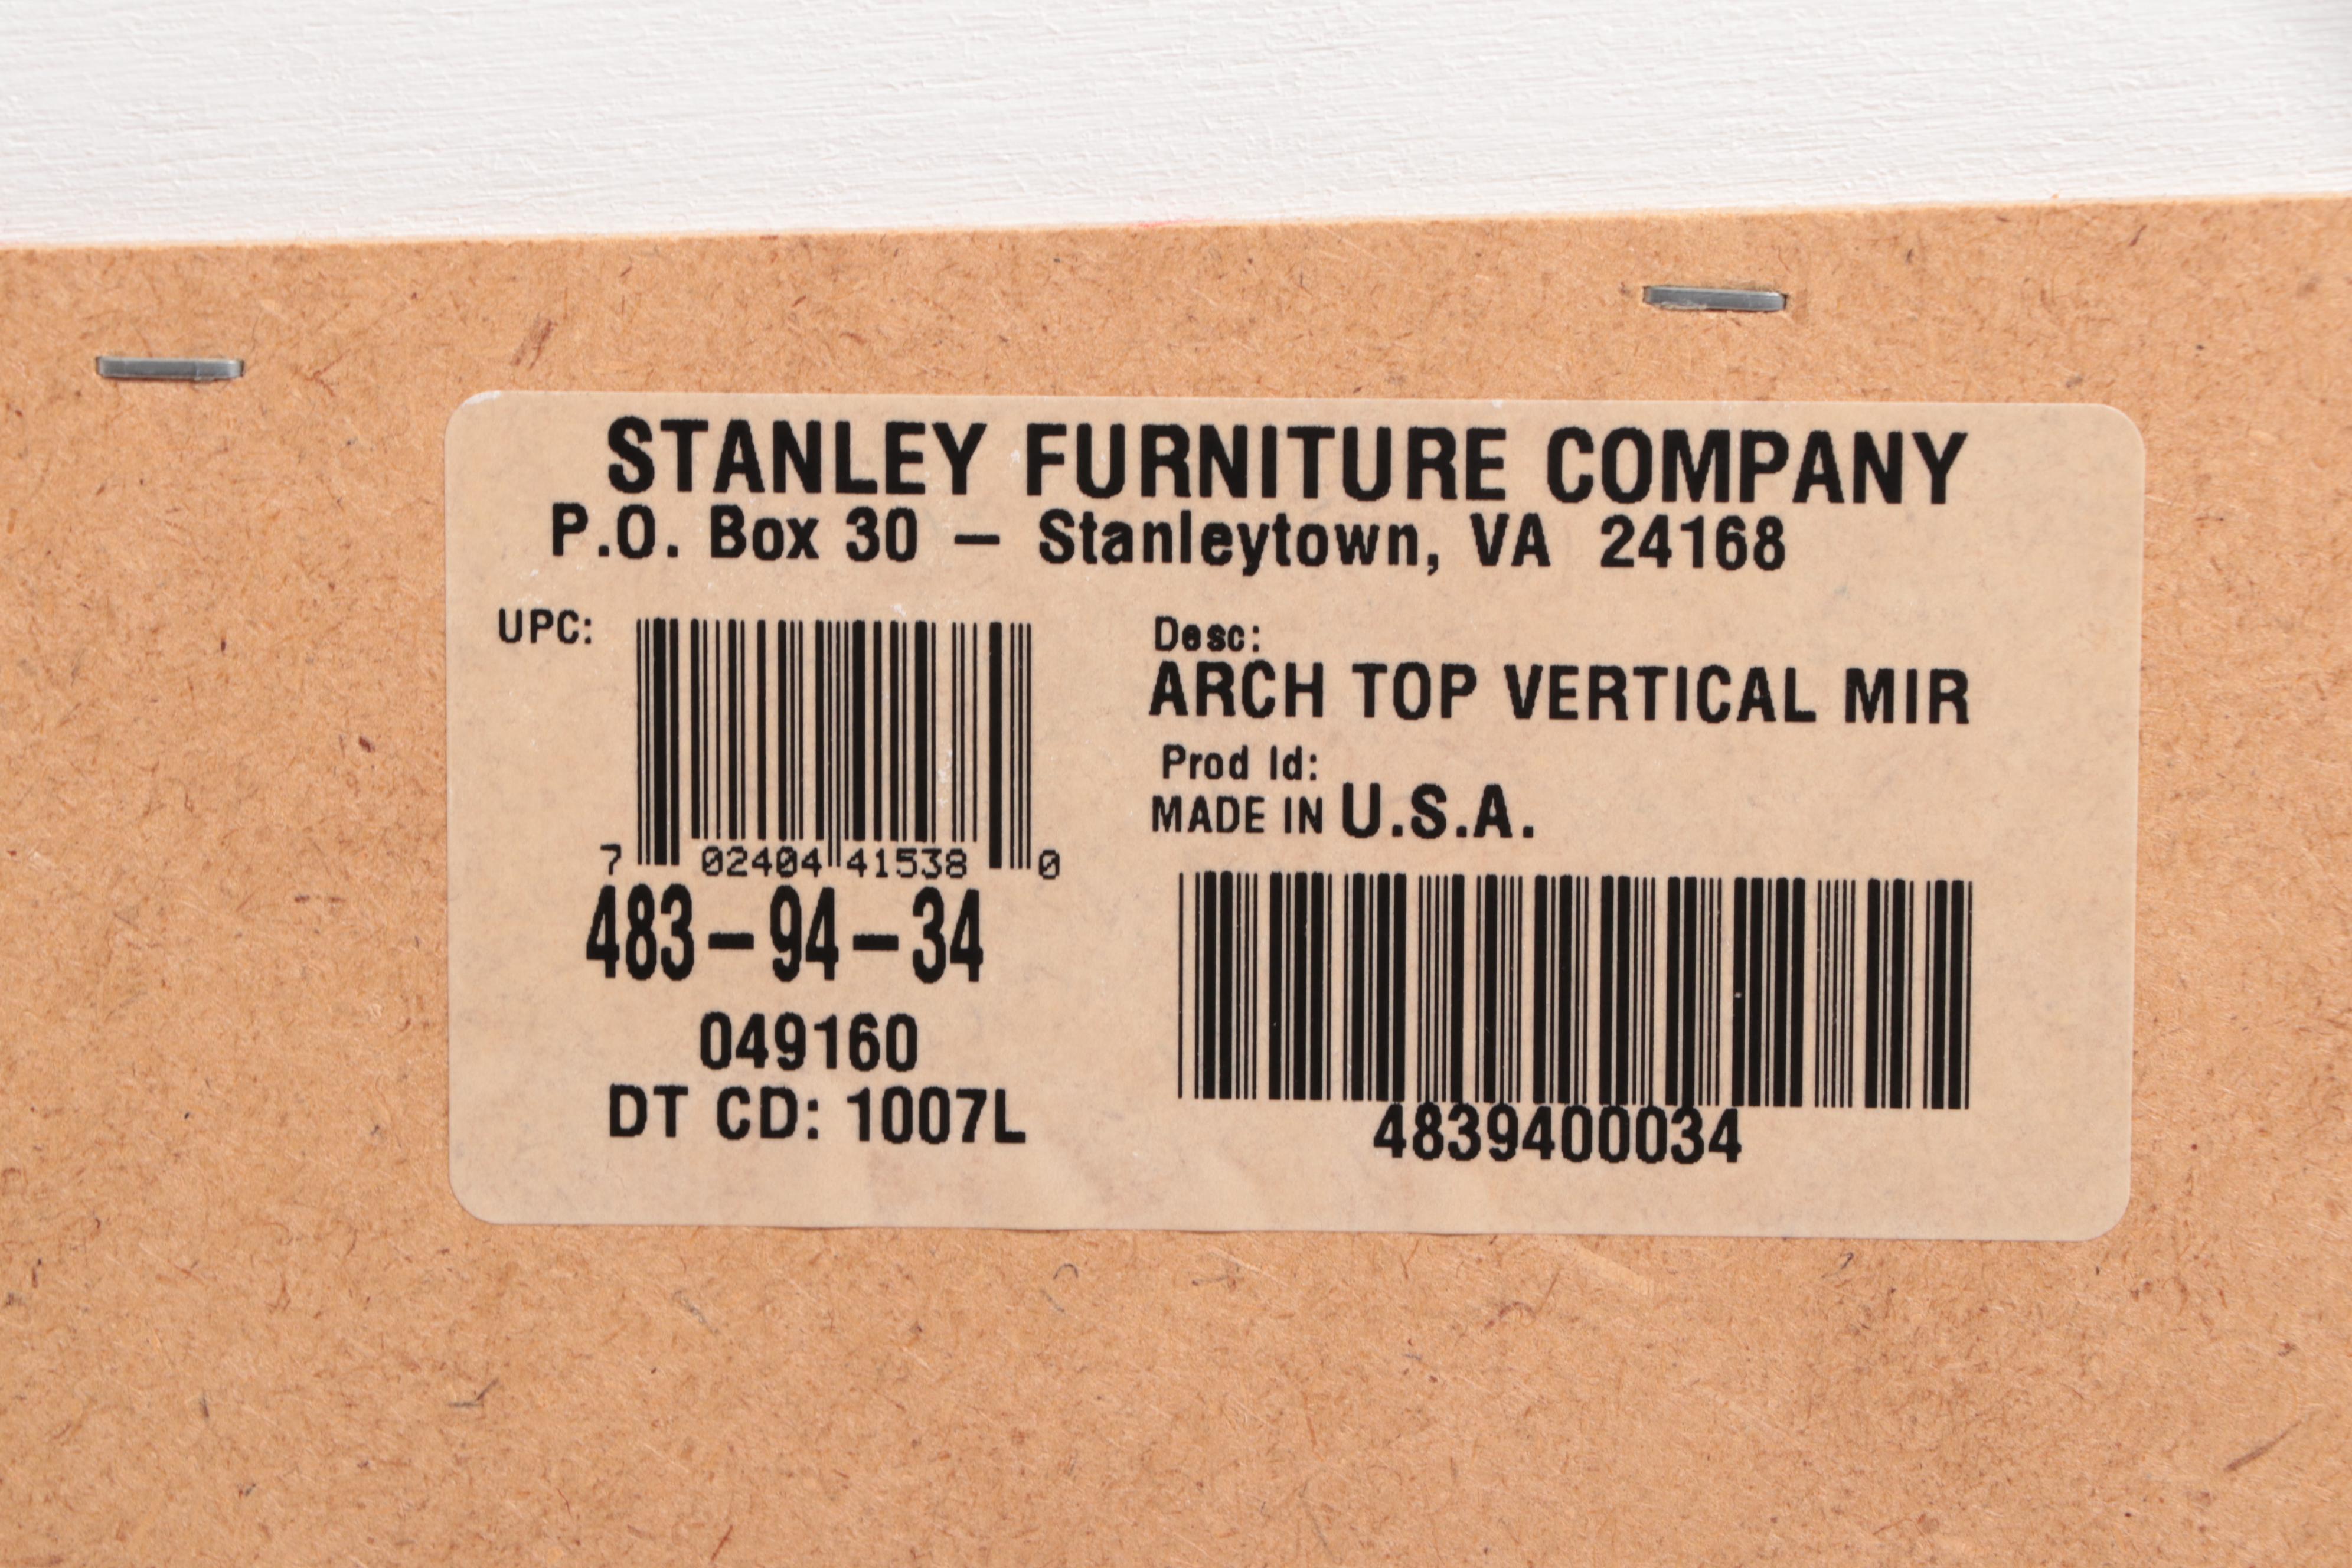 STANLEY FURNITURE COMPANY
P.O. Box 30 – Stanleytown, VA 24168
UPC:
7 02404 41538 0
483-94-34
049160
DT CD: 1007L
Desc:
ARCH TOP VERTICAL MIR
Prod Id:
MADE IN U.S.A.
4839400034